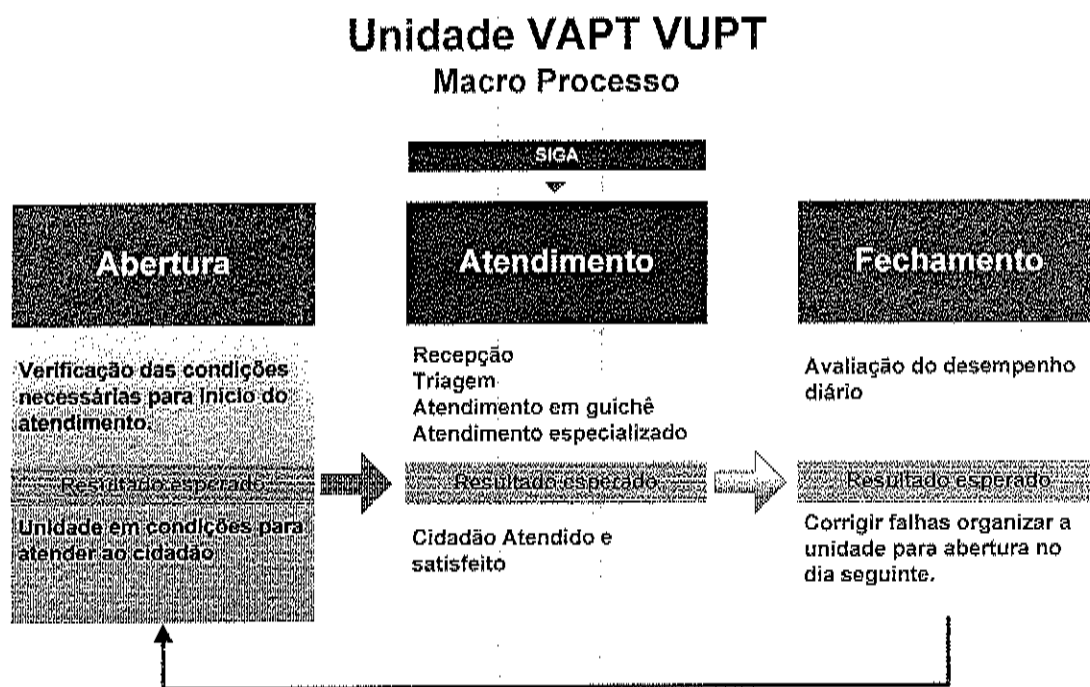 Unidade VAPT VUPT
Macro Processo
SIGA
Abertura
Verificação das condições
necessárias para início do
atendimento.
Resultado esperado
Unidade em condições para
atender ao cidadão
Atendimento
Recepção
Triagem
Atendimento em guichê
Atendimento especializado
Resultado esperado
Cidadão Atendido e
satisfeito
Fechamento
Avaliação do desempenho
diário
Resultado esperado
Corrigir falhas organizar a
unidade para abertura no
dia seguinte.